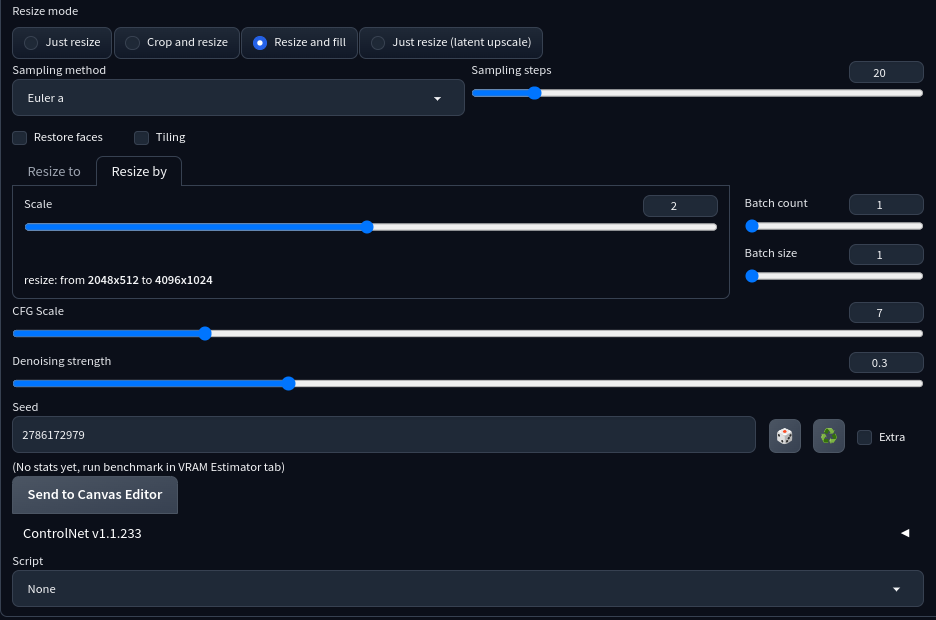 Resize mode
Just resize Crop and resize Resize and fill Just resize (latent upscale)
Sampling method Sampling steps 20
Euler a
Restore faces Tiling
Resize to Resize by
Scale 2 Batch count 1
Batch size 1
resize: from 2048x512 to 4096x1024
CFG Scale 7
Denoising strength 0.3
Seed
2786172979 Extra
(No stats yet, run benchmark in VRAM Estimator tab)
Send to Canvas Editor
ControlNet v1.1.233
Script
None